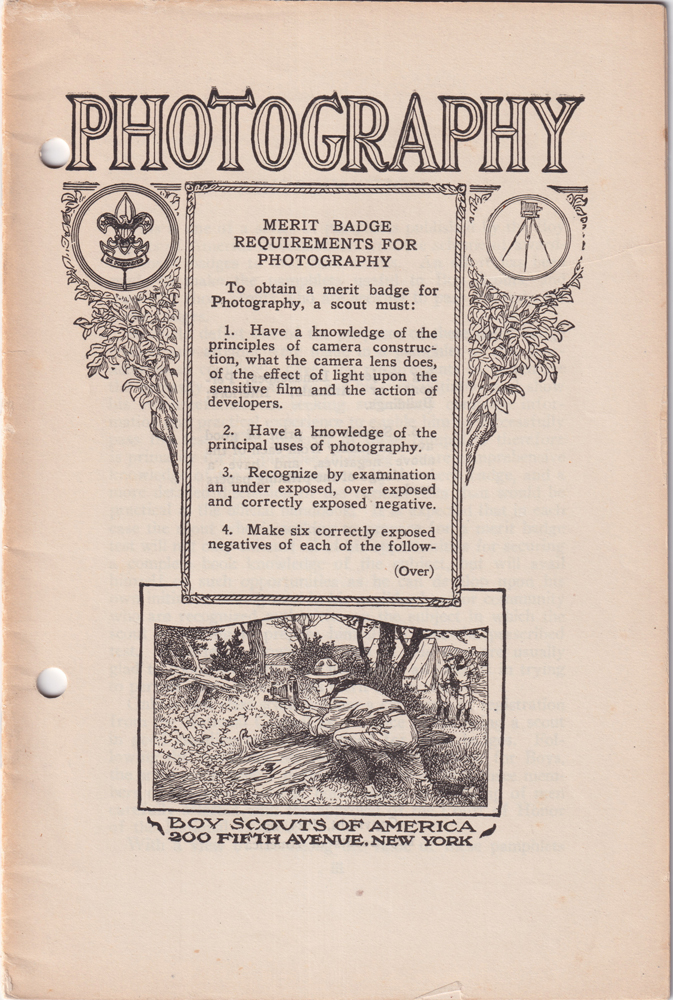 PHOTOGRAPHY
BE PREPARED
MERIT BADGE
REQUIREMENTS FOR
PHOTOGRAPHY
To obtain a merit badge for
Photography, a scout must:
1. Have a knowledge of the
principles of camera construc-
tion, what the camera lens does,
of the effect of light upon the
sensitive film and the action of
developers.
2. Have a knowledge of the
principal uses of photography.
3. Recognize by examination
an under exposed, over exposed
and correctly exposed negative.
4. Make six correctly exposed
negatives of each of the follow-
(Over)
BOY SCOUTS OF AMERICA
200 FIFTH AVENUE, NEW YORK